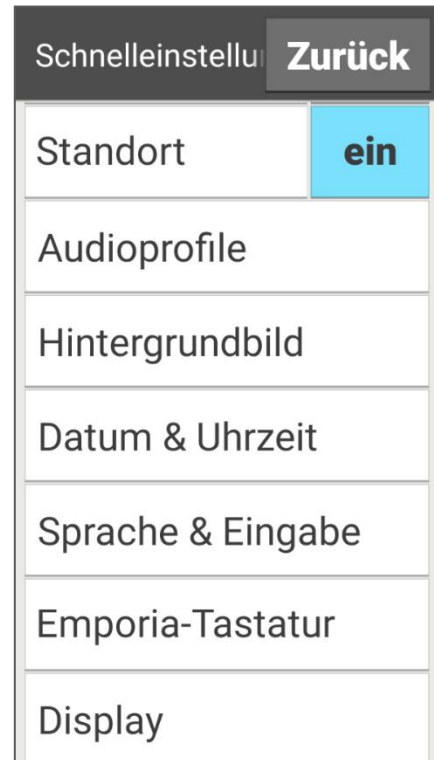 Schnelleinstellu Zurück
Standort ein
Audioprofile
Hintergrundbild
Datum & Uhrzeit
Sprache & Eingabe
Emporia-Tastatur
Display